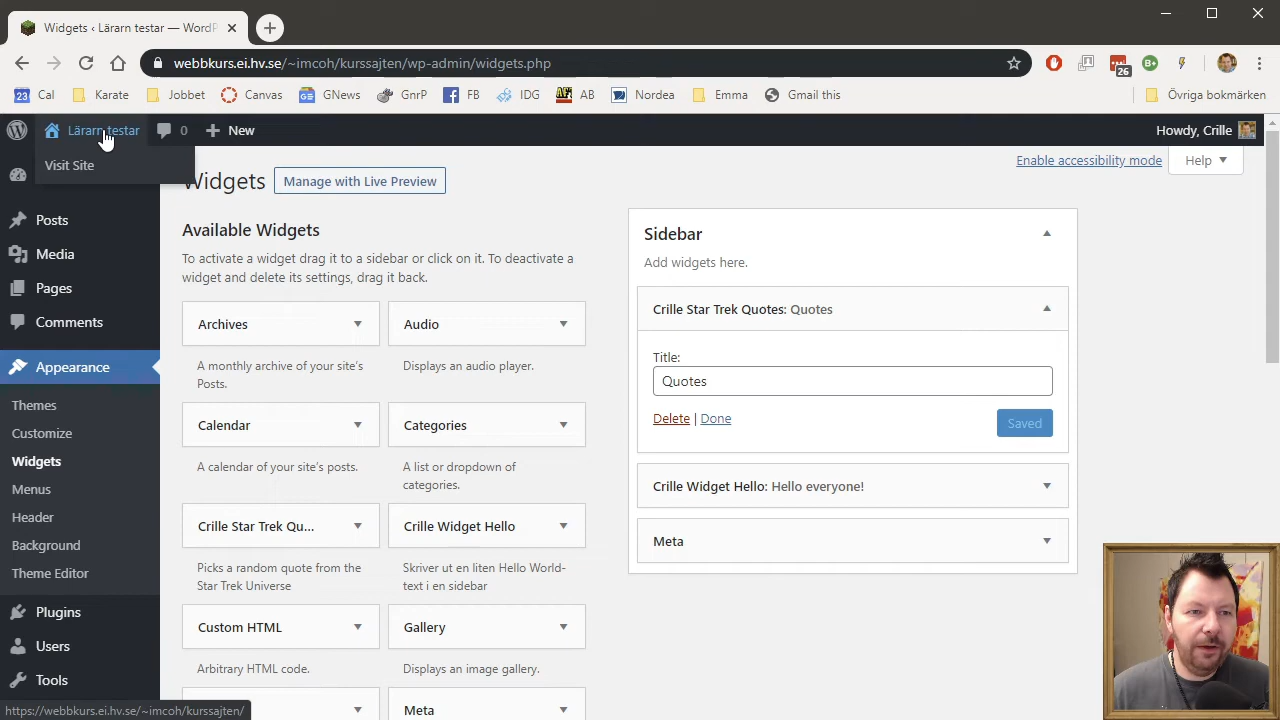 Widgets ‹ Lärarn testar — WordP
webbkurs.ei.hv.se/~imcoh/kurssajten/wp-admin/widgets.php
26
23 Cal Karate Jobbet Canvas GNews GnrP FB IDG AB Nordea Emma Gmail this Övriga bokmärken
Lärarn testar 0 New Howdy, Crille
Visit Site
Enable accessibility mode Help
Widgets Manage with Live Preview
Posts
Media
Pages
Comments
Appearance
Themes
Customize
Widgets
Menus
Header
Background
Theme Editor
Plugins
Users
Tools
Available Widgets
To activate a widget drag it to a sidebar or click on it. To deactivate a
widget and delete its settings, drag it back.
Archives Audio
A monthly archive of your site's Displays an audio player.
Posts.
Calendar Categories
A calendar of your site's posts. A list or dropdown of
categories.
Crille Star Trek Qu... Crille Widget Hello
Picks a random quote from the Skriver ut en liten Hello World-
Star Trek Universe text i en sidebar
Custom HTML Gallery
Arbitrary HTML code. Displays an image gallery.
Meta
Sidebar
Add widgets here.
Crille Star Trek Quotes: Quotes
Title:
Quotes
Delete | Done Saved
Crille Widget Hello: Hello everyone!
Meta
https://webbkurs.ei.hv.se/~imcoh/kurssajten/